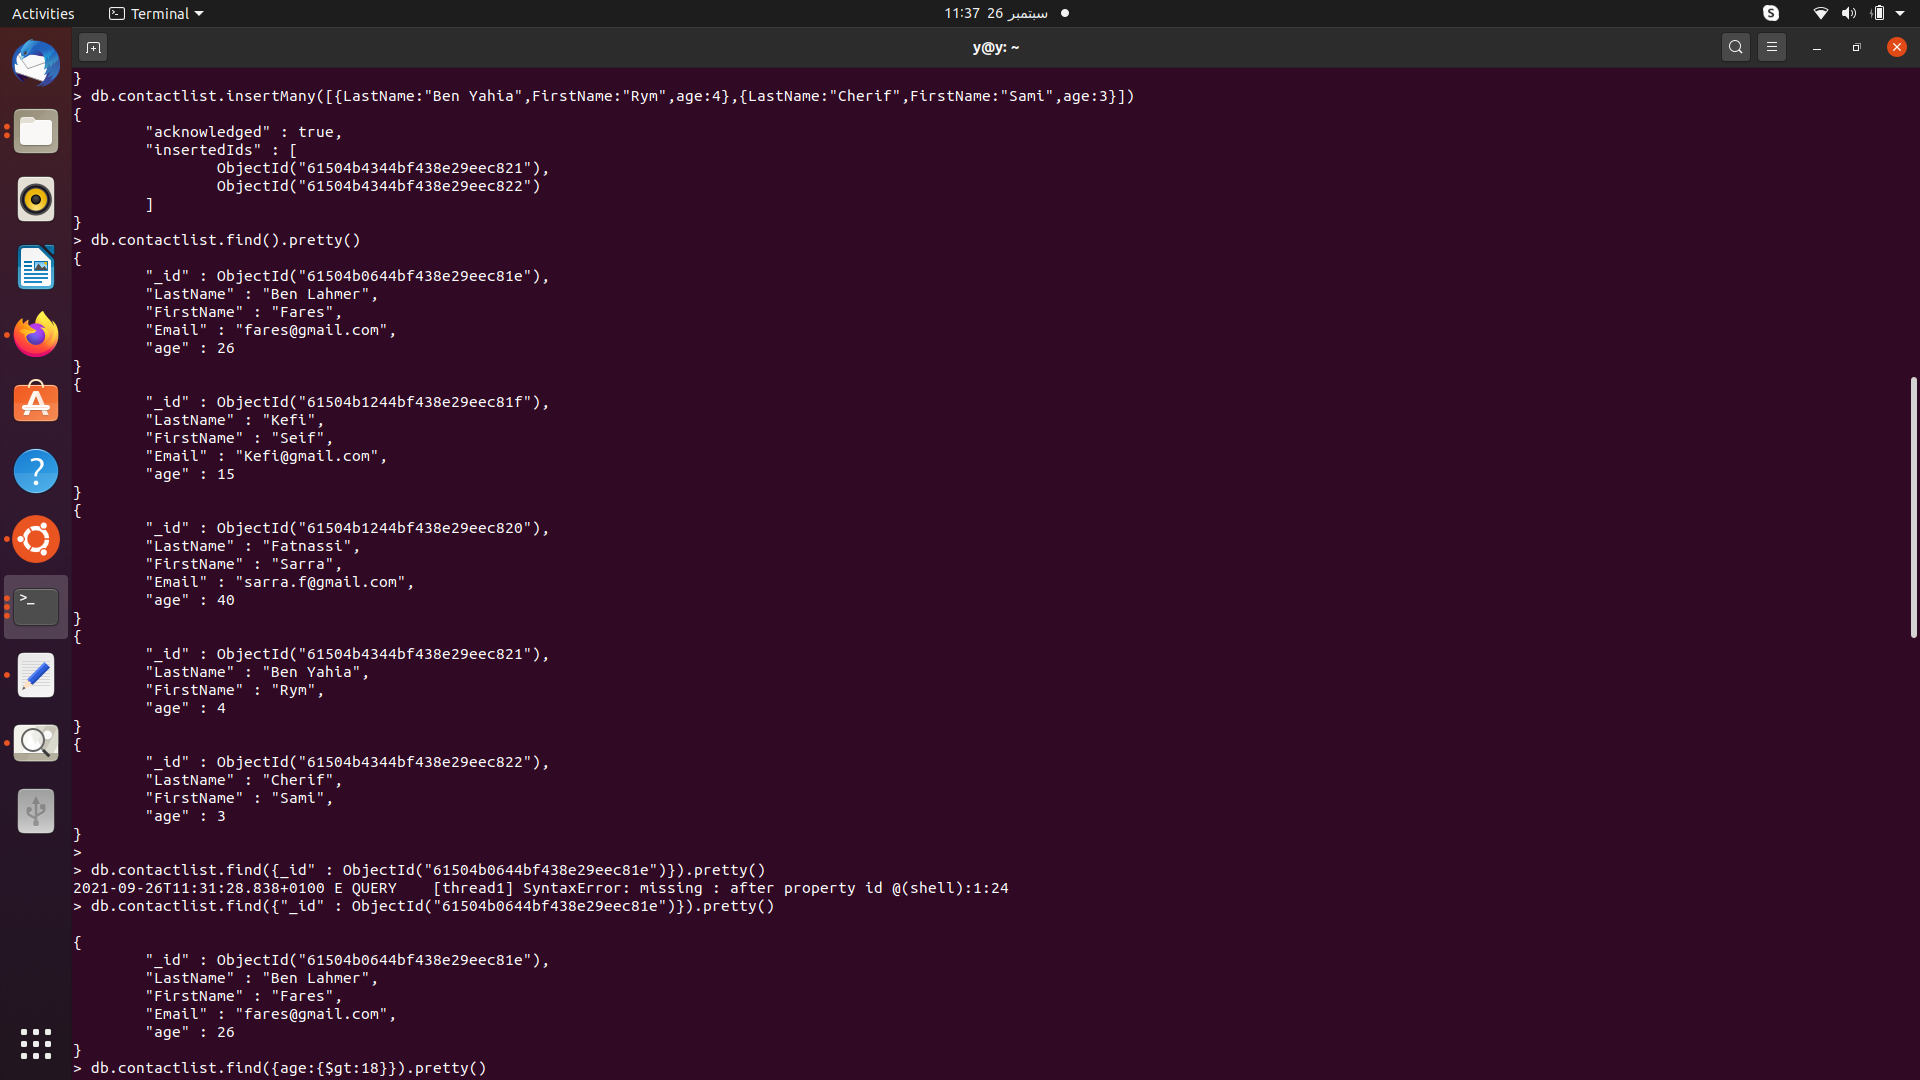 Activities
Terminal
11:37 26 سبتمبر
y@y: ~
}
> db.contactlist.insertMany([{LastName:"Ben Yahia",FirstName:"Rym",age:4},{LastName:"Cherif",FirstName:"Sami",age:3}])
{
"acknowledged" : true,
"insertedIds" : [
ObjectId("61504b4344bf438e29eec821"),
ObjectId("61504b4344bf438e29eec822")
]
}
> db.contactlist.find().pretty()
{
"_id" : ObjectId("61504b0644bf438e29eec81e"),
"LastName" : "Ben Lahmer",
"FirstName" : "Fares",
"Email" : "fares@gmail.com",
"age" : 26
}
{
"_id" : ObjectId("61504b1244bf438e29eec81f"),
"LastName" : "Kefi",
"FirstName" : "Seif",
"Email" : "Kefi@gmail.com",
"age" : 15
}
{
"_id" : ObjectId("61504b1244bf438e29eec820"),
"LastName" : "Fatnassi",
"FirstName" : "Sarra",
"Email" : "sarra.f@gmail.com",
"age" : 40
}
{
"_id" : ObjectId("61504b4344bf438e29eec821"),
"LastName" : "Ben Yahia",
"FirstName" : "Rym",
"age" : 4
}
{
"_id" : ObjectId("61504b4344bf438e29eec822"),
"LastName" : "Cherif",
"FirstName" : "Sami",
"age" : 3
}
>
> db.contactlist.find({_id" : ObjectId("61504b0644bf438e29eec81e")}).pretty()
2021-09-26T11:31:28.838+0100 E QUERY    [thread1] SyntaxError: missing : after property id @(shell):1:24
> db.contactlist.find({"_id" : ObjectId("61504b0644bf438e29eec81e")}).pretty()
{
"_id" : ObjectId("61504b0644bf438e29eec81e"),
"LastName" : "Ben Lahmer",
"FirstName" : "Fares",
"Email" : "fares@gmail.com",
"age" : 26
}
> db.contactlist.find({age:{$gt:18}}).pretty()